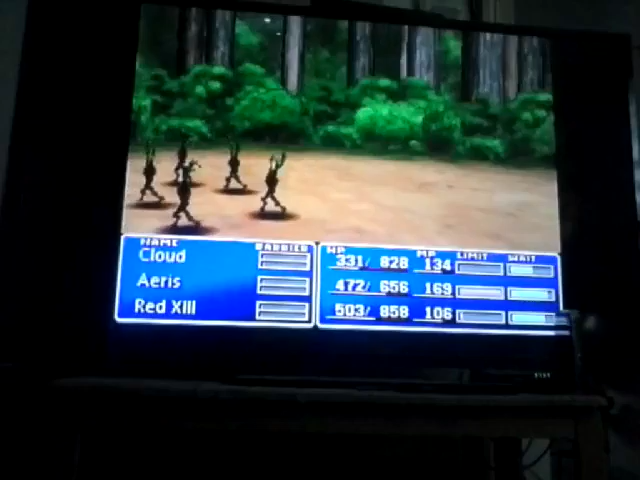 NAME BARRIER HP MP LIMIT WAIT
Cloud 331/ 828 134
Aeris 472/ 656 169
Red XIII 503/ 858 106